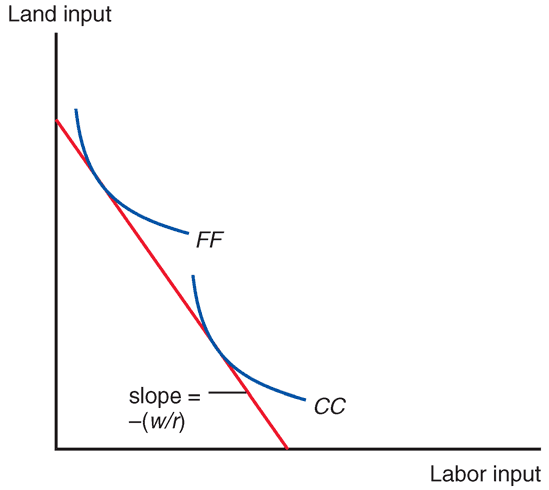 Land input
FF
slope =
–(w/r)
CC
Labor input